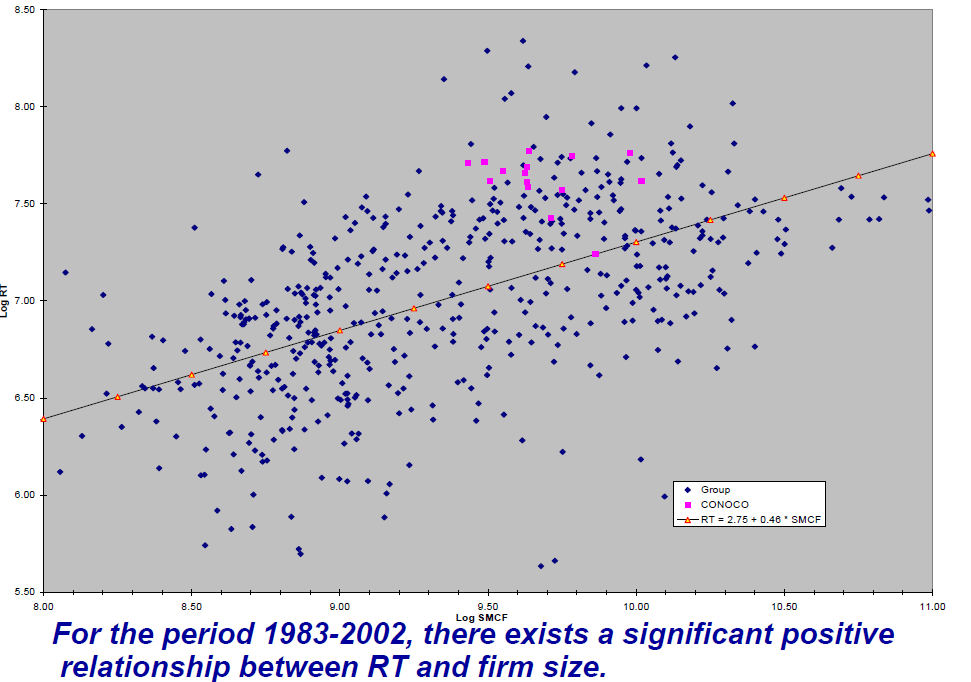 8.50
8.00
7.50
7.00
6.50
6.00
5.50
Log RT
8.00 8.50 9.00 9.50 10.00 10.50 11.00
Log SMCF
Group
CONOCO
RT = 2.75 + 0.46 * SMCF
For the period 1983-2002, there exists a significant positive
relationship between RT and firm size.